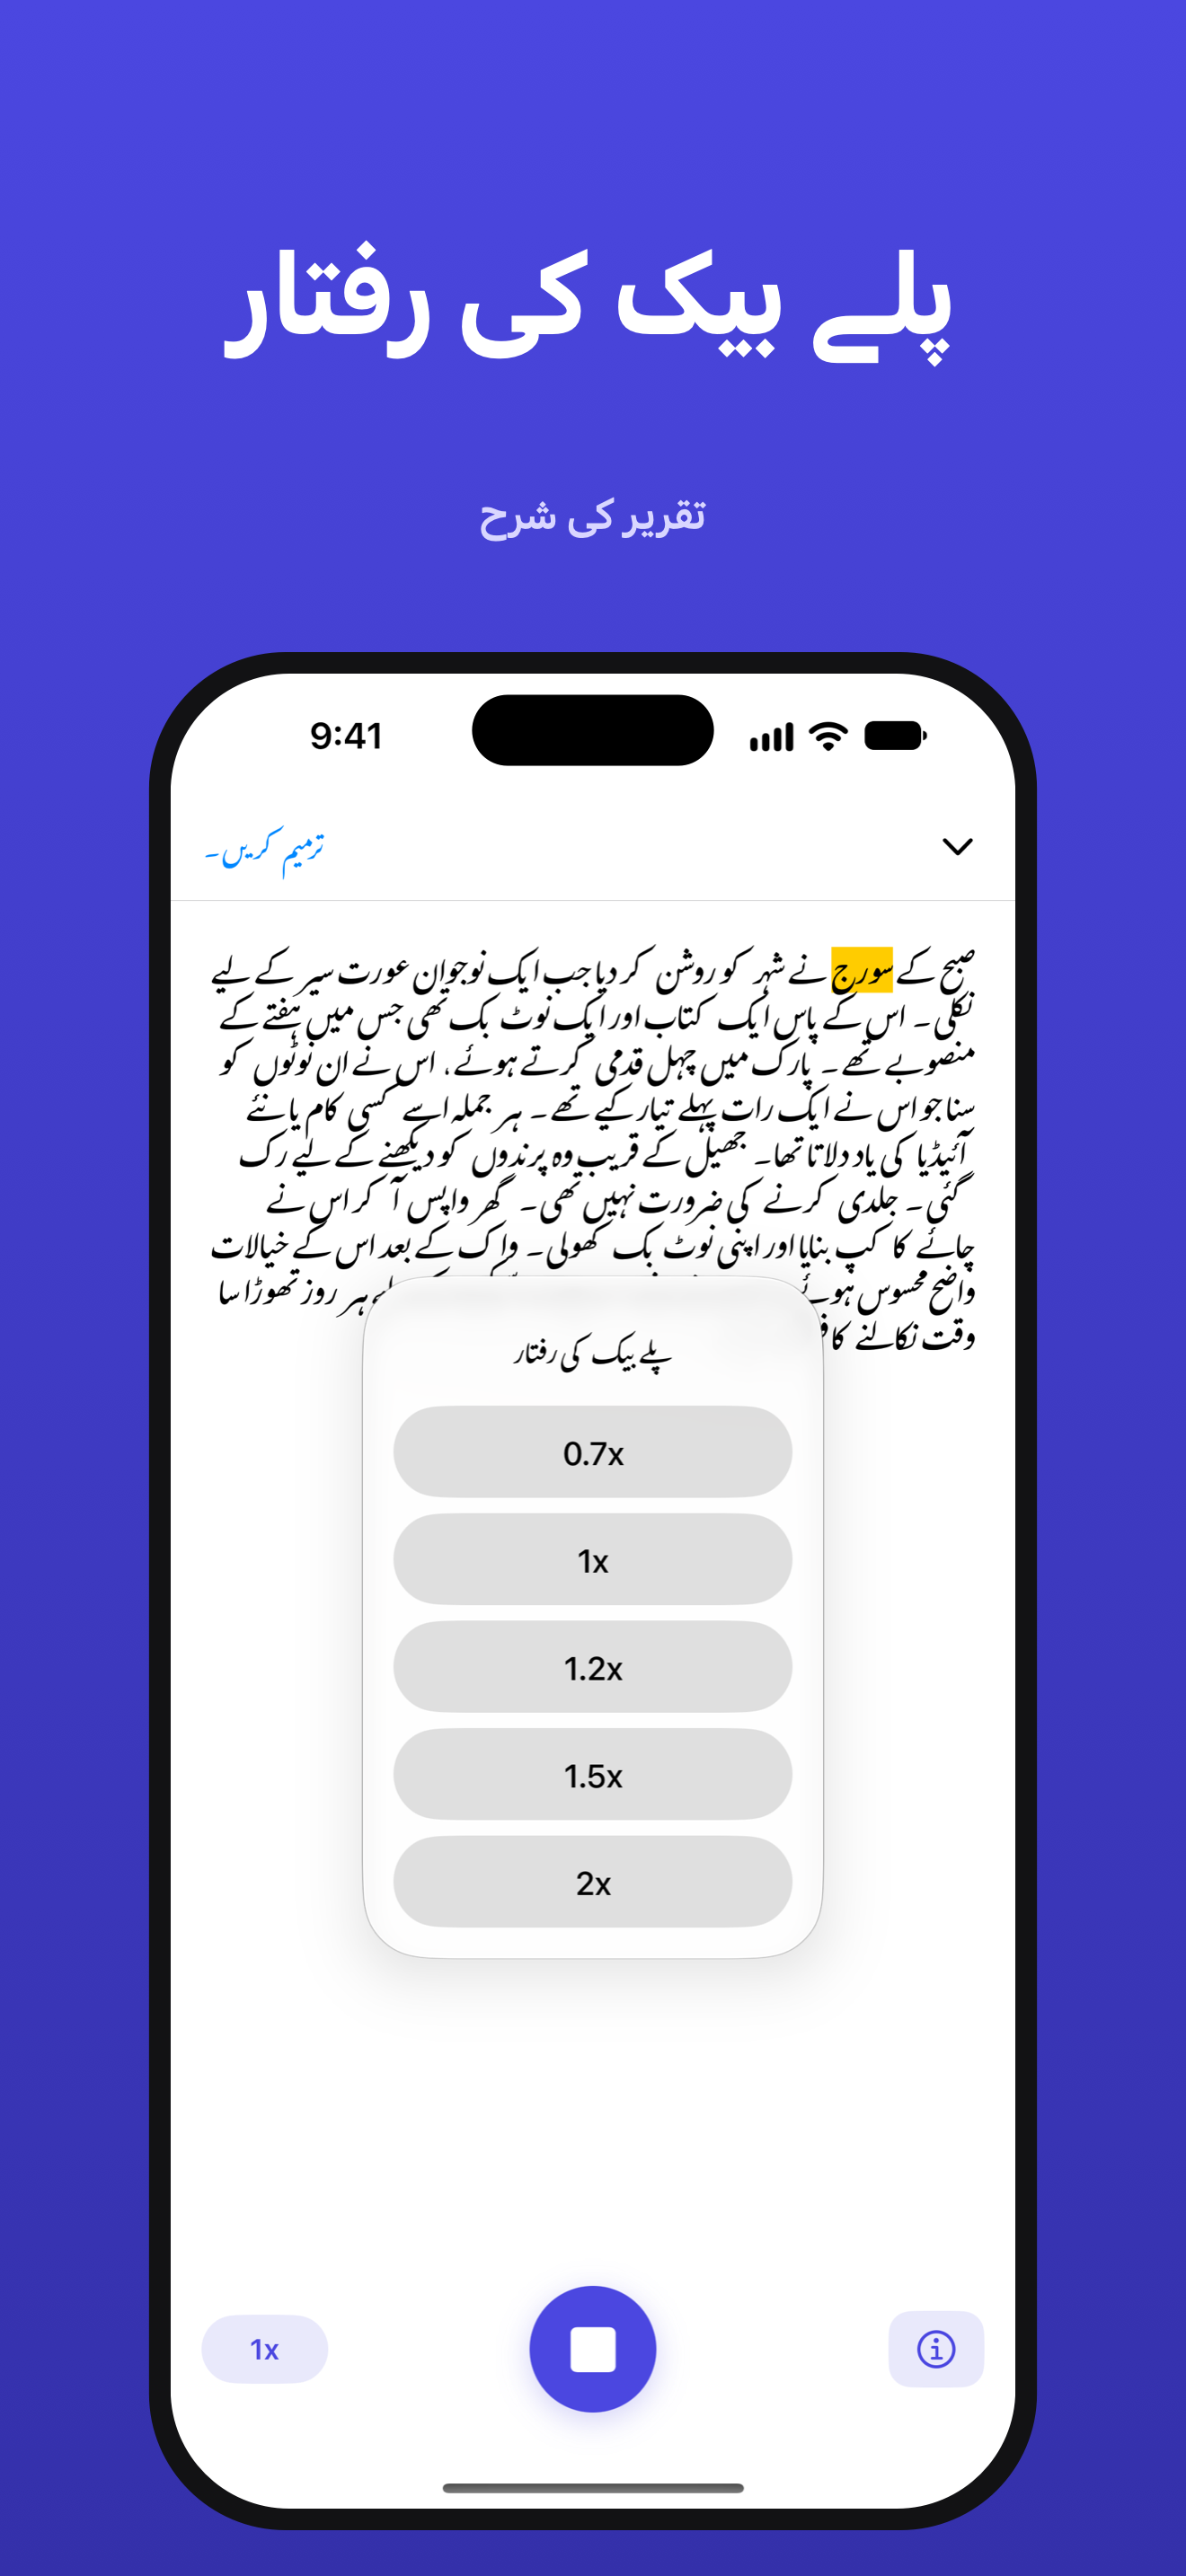 پلے بیک کی رفتار
تقریر کی شرح
9:41
ترمیم کریں۔
صبح کے سورج نے شہر کو روشن کر دیا جب ایک نوجوان عورت سیر کے لیے
نکلی۔ اس کے پاس ایک کتاب اور ایک نوٹ بک تھی جس میں ہفتے کے
منصوبے تھے۔ پارک میں چہل قدمی کرتے ہوئے، اس نے ان نوٹوں کو
سنا جو اس نے ایک رات پہلے تیار کیے تھے۔ ہر جملہ اسے کسی کام یا نئے
آئیڈیا کی یاد دلاتا تھا۔ جھیل کے قریب وہ پرندوں کو دیکھنے کے لیے رک
گئی۔ جلدی کرنے کی ضرورت نہیں تھی۔ گھر واپس آ کر اس نے
چائے کا کپ بنایا اور اپنی نوٹ بک کھولی۔ واک کے بعد اس کے خیالات
واضح محسوس ہوئے ہر روز تھوڑا سا
وقت نکالنے کا
پلے بیک کی رفتار
0.7x
1x
1.2x
1.5x
2x
1x